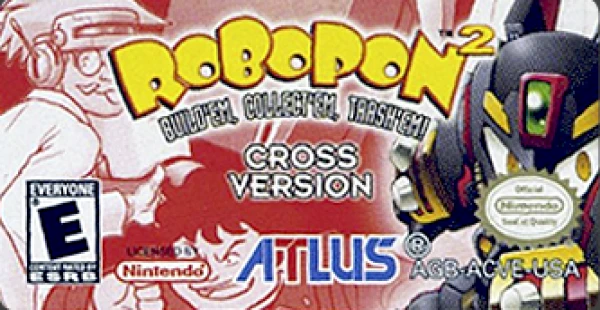 ROBOPON™ 2
BUILD'EM, COLLECT'EM, TRASH'EM!
CROSS
VERSION
EVERYONE
E
CONTENT RATED BY
ESRB
LICENSED BY
Nintendo
ATLUS®
Official
Nintendo
Seal of Quality
AGB-ACVE-USA